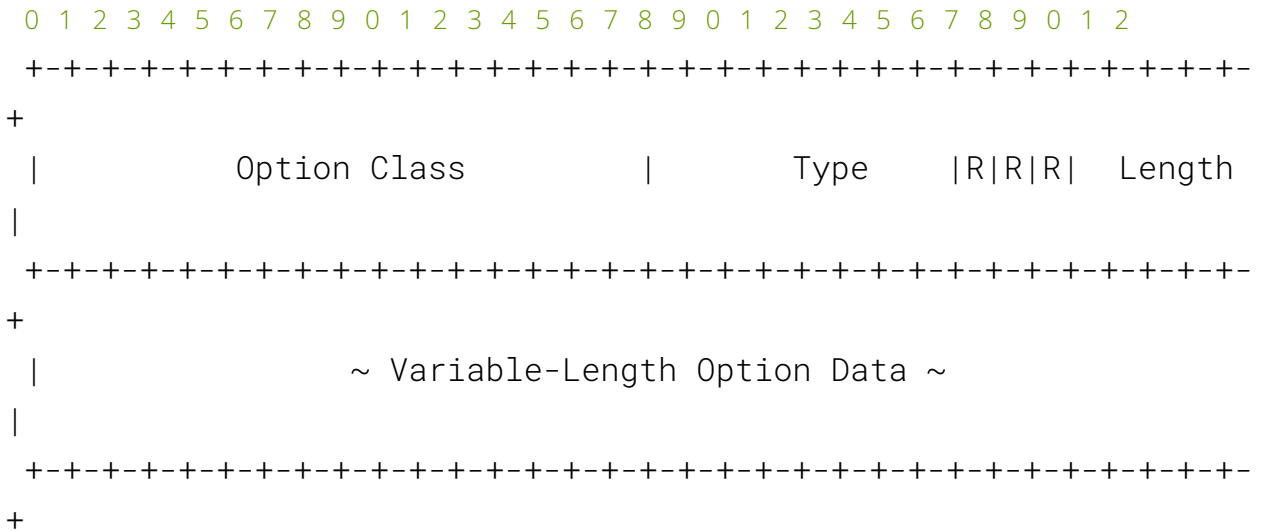 0 1 2 3 4 5 6 7 8 9 0 1 2 3 4 5 6 7 8 9 0 1 2 3 4 5 6 7 8 9 0 1 2
+-+-+-+-+-+-+-+-+-+-+-+-+-+-+-+-+-+-+-+-+-+-+-+-+-+-+-+-+-+-+-+-
+
| Option Class | Type |R|R|R| Length
|
+-+-+-+-+-+-+-+-+-+-+-+-+-+-+-+-+-+-+-+-+-+-+-+-+-+-+-+-+-+-+-+-
+
| ~ Variable-Length Option Data ~
|
+-+-+-+-+-+-+-+-+-+-+-+-+-+-+-+-+-+-+-+-+-+-+-+-+-+-+-+-+-+-+-+-
+